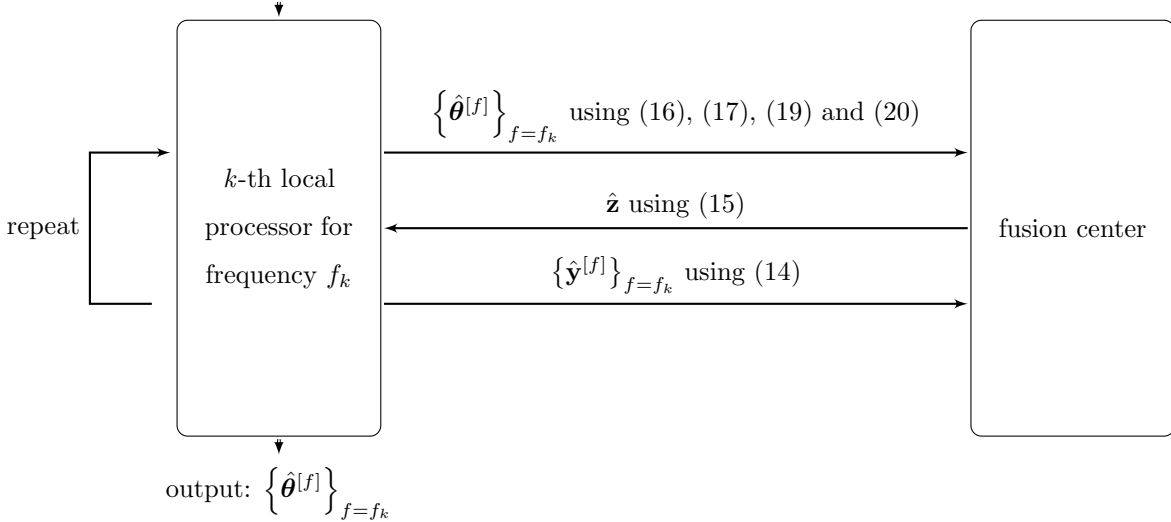 {θ̂^[f]}_{f=f_k} using (16), (17), (19) and (20)
k-th local
processor for
frequency f_k
repeat
ẑ using (15)
fusion center
{ŷ^[f]}_{f=f_k} using (14)
output: {θ̂^[f]}_{f=f_k}